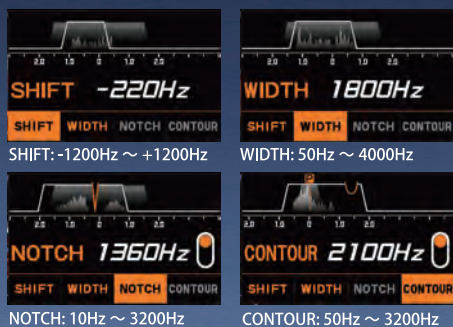 2.0 1.0 0 1.0 2.0
SHIFT -220Hz
SHIFT WIDTH NOTCH CONTOUR
SHIFT: -1200Hz ～ +1200Hz
2.0 1.0 0 1.0 2.0
WIDTH 1800Hz
SHIFT WIDTH NOTCH CONTOUR
WIDTH: 50Hz ～ 4000Hz
2.0 1.0 0 1.0 2.0
NOTCH 1360Hz
SHIFT WIDTH NOTCH CONTOUR
NOTCH: 10Hz ～ 3200Hz
2.0 1.0 0 1.0 2.0
CONTOUR 2100Hz
SHIFT WIDTH NOTCH CONTOUR
CONTOUR: 50Hz ～ 3200Hz